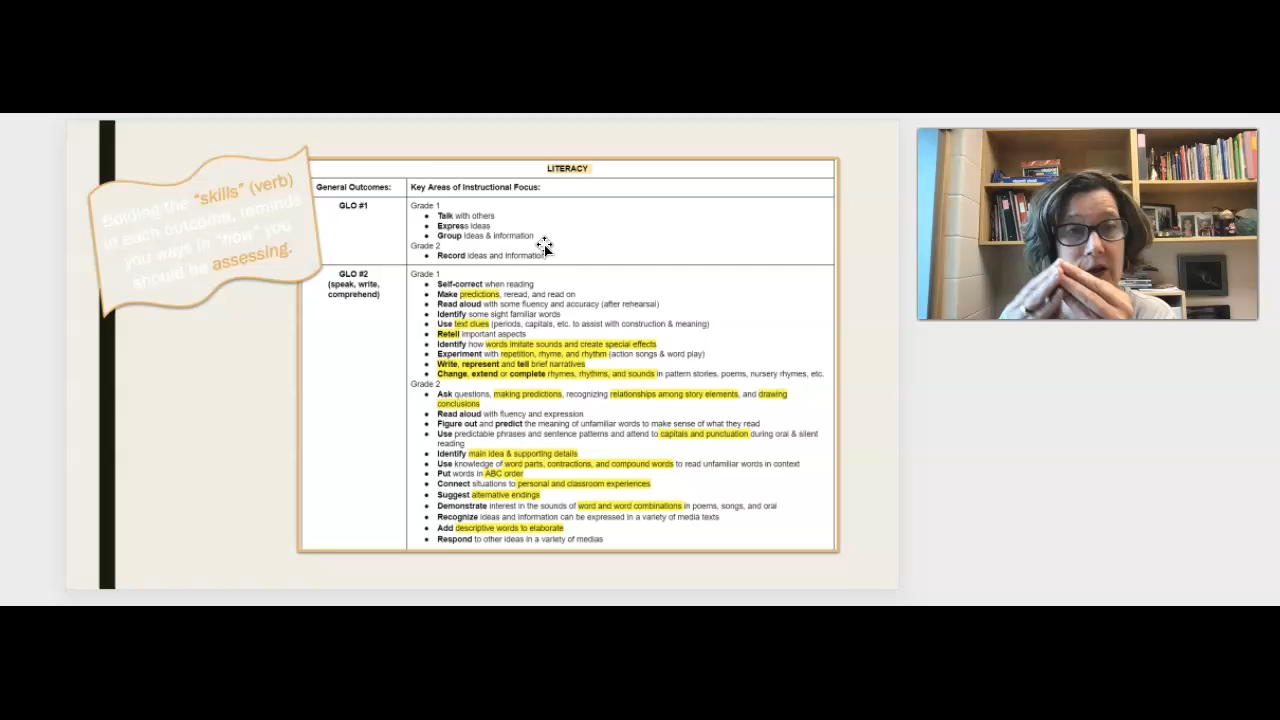 Bolding the "skills" (verb)
in each outcome, reminds
you ways in "how" you
should be assessing.
LITERACY
General Outcomes:
Key Areas of Instructional Focus:
GLO #1
Grade 1
● Talk with others
● Express ideas
● Group ideas & information
Grade 2
● Record ideas and information
GLO #2
(speak, write,
comprehend)
Grade 1
● Self-correct when reading
● Make predictions, reread, and read on
● Read aloud with some fluency and accuracy (after rehearsal)
● Identify some sight familiar words
● Use text clues (periods, capitals, etc. to assist with construction & meaning)
● Retell important aspects
● Identify how words imitate sounds and create special effects
● Experiment with repetition, rhyme, and rhythm (action songs & word play)
● Write, represent and tell brief narratives
● Change, extend or complete rhymes, rhythms, and sounds in pattern stories, poems, nursery rhymes, etc.
Grade 2
● Ask questions, making predictions, recognizing relationships among story elements, and drawing
conclusions
● Read aloud with fluency and expression
● Figure out and predict the meaning of unfamiliar words to make sense of what they read
● Use predictable phrases and sentence patterns and attend to capitals and punctuation during oral & silent
reading
● Identify main idea & supporting details
● Use knowledge of word parts, contractions, and compound words to read unfamiliar words in context
● Put words in ABC order
● Connect situations to personal and classroom experiences
● Suggest alternative endings
● Demonstrate interest in the sounds of word and word combinations in poems, songs, and oral
● Recognize ideas and information can be expressed in a variety of media texts
● Add descriptive words to elaborate
● Respond to other ideas in a variety of medias